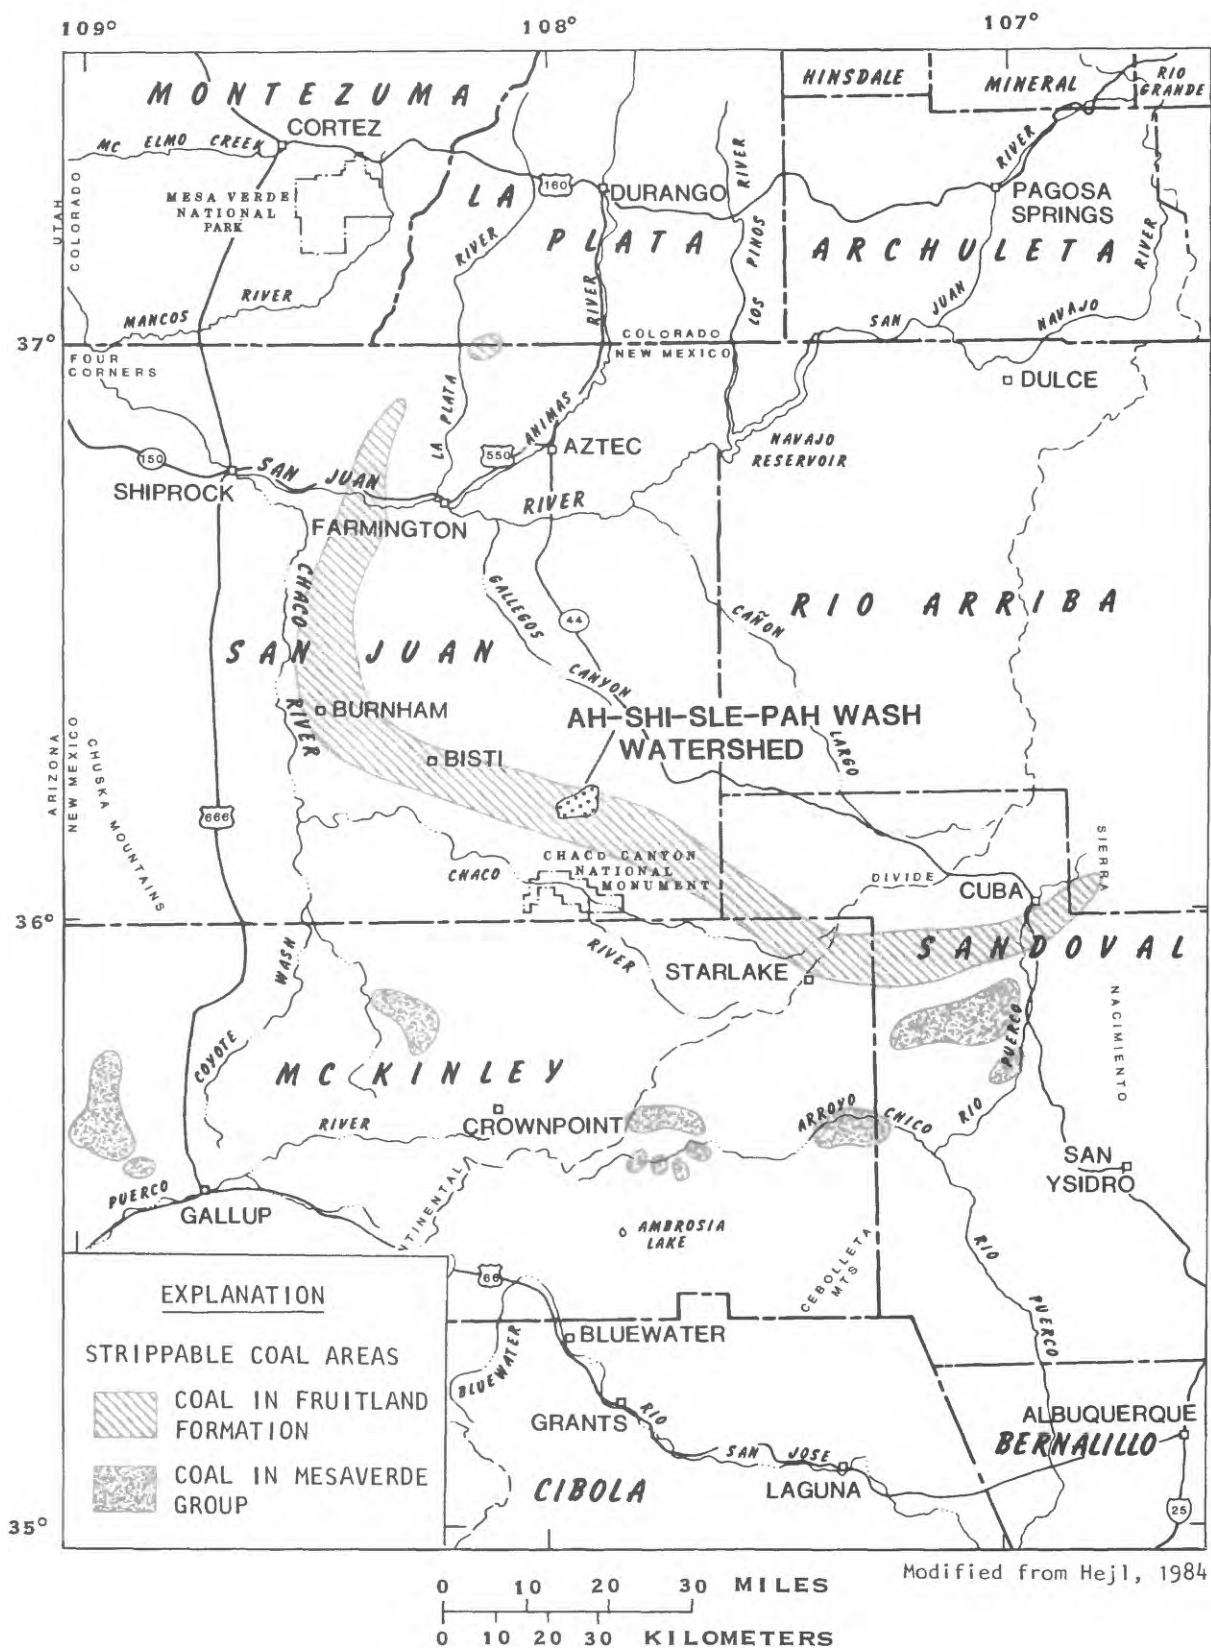 109°
108°
107°
HINSDALE
MINERAL
RIO
GRANDE
MONTEZUMA
CORTEZ
MC ELMO CREEK
MESA VERDE
NATIONAL
PARK
UTAH
COLORADO
LA
PLATA
160
DURANGO
RIVER
RIVER
LOS PINOS RIVER
ARCHULETA
RIVER
PAGOSA
SPRINGS
SAN JUAN
NAVAJO RIVER
MANCOS RIVER
37°
COLORADO
NEW MEXICO
FOUR
CORNERS
DULCE
LA PLATA
ANIMAS
550
AZTEC
NAVAJO
RESERVOIR
150
SHIPROCK
SAN JUAN
RIVER
FARMINGTON
CHACO
RIVER
GALLEGOS
CANYON
44
CAÑON
LARGO
RIO ARRIBA
SAN JUAN
BURNHAM
BISTI
AH-SHI-SLE-PAH WASH
WATERSHED
ARIZONA
NEW MEXICO
CHUSKA MOUNTAINS
666
CHACO CANYON
NATIONAL
MONUMENT
CHACO
RIVER
DIVIDE
CUBA
SIERRA
36°
SANDOVAL
STARLAKE
NACIMIENTO
COYOTE WASH
MCKINLEY
CROWNPOINT
RIVER
ARROYO CHICO
RIO PUERCO
SAN
YSIDRO
PUERCO
GALLUP
NTINENTAL
AMBROSIA
LAKE
CEBOLLETA
MTS
RIO
PUERCO
66
BLUEWATER
BLUEWATER
GRANTS
RIO
SAN JOSE
LAGUNA
CIBOLA
ALBUQUERQUE
BERNALILLO
25
35°
EXPLANATION
STRIPPABLE COAL AREAS
COAL IN FRUITLAND
FORMATION
COAL IN MESAVERDE
GROUP
Modified from Hejl, 1984
0 10 20 30 MILES
0 10 20 30 KILOMETERS